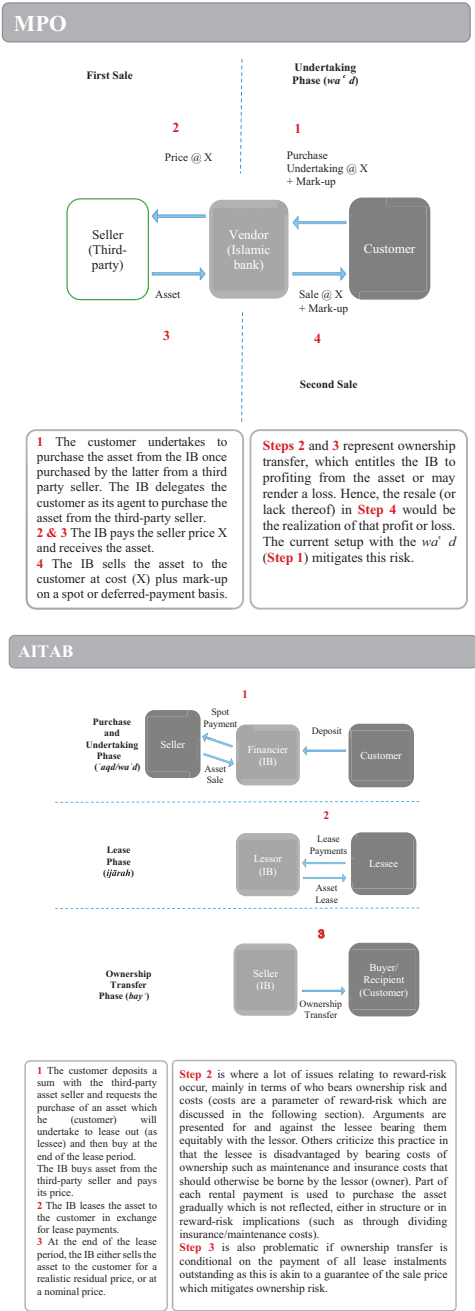 MPO
First Sale
Undertaking
Phase (waʿ d)
2
1
Price @ X
Purchase
Undertaking @ X
+ Mark-up
Seller
(Third-
party)
Vendor
(Islamic
bank)
Customer
Asset
Sale @ X
+ Mark-up
3
4
Second Sale
1 The customer undertakes to
purchase the asset from the IB once
purchased by the latter from a third
party seller. The IB delegates the
customer as its agent to purchase the
asset from the third-party seller.
2 & 3 The IB pays the seller price X
and receives the asset.
4 The IB sells the asset to the
customer at cost (X) plus mark-up
on a spot or deferred-payment basis.
Steps 2 and 3 represent ownership
transfer, which entitles the IB to
profiting from the asset or may
render a loss. Hence, the resale (or
lack thereof) in Step 4 would be
the realization of that profit or loss.
The current setup with the waʿ d
(Step 1) mitigates this risk.
AITAB
1
Purchase
and
Undertaking
Phase
(ʿaqd/waʿd)
Seller
Spot
Payment
Asset
Sale
Financier
(IB)
Deposit
Customer
2
Lease
Phase
(ijārah)
Lessor
(IB)
Lease
Payments
Asset
Lease
Lessee
3
Ownership
Transfer
Phase (bayʿ)
Seller
(IB)
Ownership
Transfer
Buyer/
Recipient
(Customer)
1 The customer deposits a
sum with the third-party
asset seller and requests the
purchase of an asset which
he (customer) will
undertake to lease out (as
lessee) and then buy at the
end of the lease period.
The IB buys asset from the
third-party seller and pays
its price.
2 The IB leases the asset to
the customer in exchange
for lease payments.
3 At the end of the lease
period, the IB either sells the
asset to the customer for a
realistic residual price, or at
a nominal price.
Step 2 is where a lot of issues relating to reward-risk
occur, mainly in terms of who bears ownership risk and
costs (costs are a parameter of reward-risk which are
discussed in the following section). Arguments are
presented for and against the lessee bearing them
equitably with the lessor. Others criticize this practice in
that the lessee is disadvantaged by bearing costs of
ownership such as maintenance and insurance costs that
should otherwise be borne by the lessor (owner). Part of
each rental payment is used to purchase the asset
gradually which is not reflected, either in structure or in
reward-risk implications (such as through dividing
insurance/maintenance costs).
Step 3 is also problematic if ownership transfer is
conditional on the payment of all lease instalments
outstanding as this is akin to a guarantee of the sale price
which mitigates ownership risk.